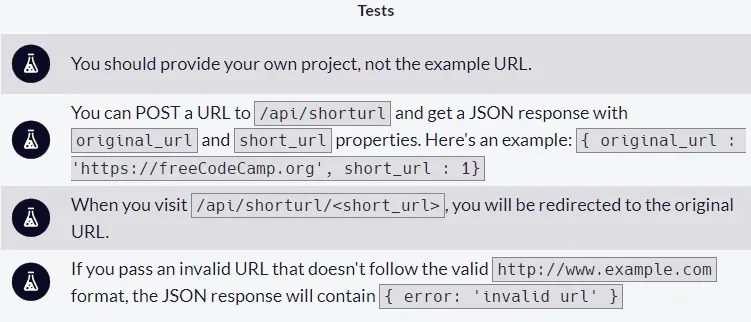 Tests
You should provide your own project, not the example URL.
You can POST a URL to /api/shorturl and get a JSON response with
original_url and short_url properties. Here's an example: { original_url :
'https://freeCodeCamp.org', short_url : 1}
When you visit /api/shorturl/<short_url>, you will be redirected to the original
URL.
If you pass an invalid URL that doesn't follow the valid http://www.example.com
format, the JSON response will contain { error: 'invalid url' }